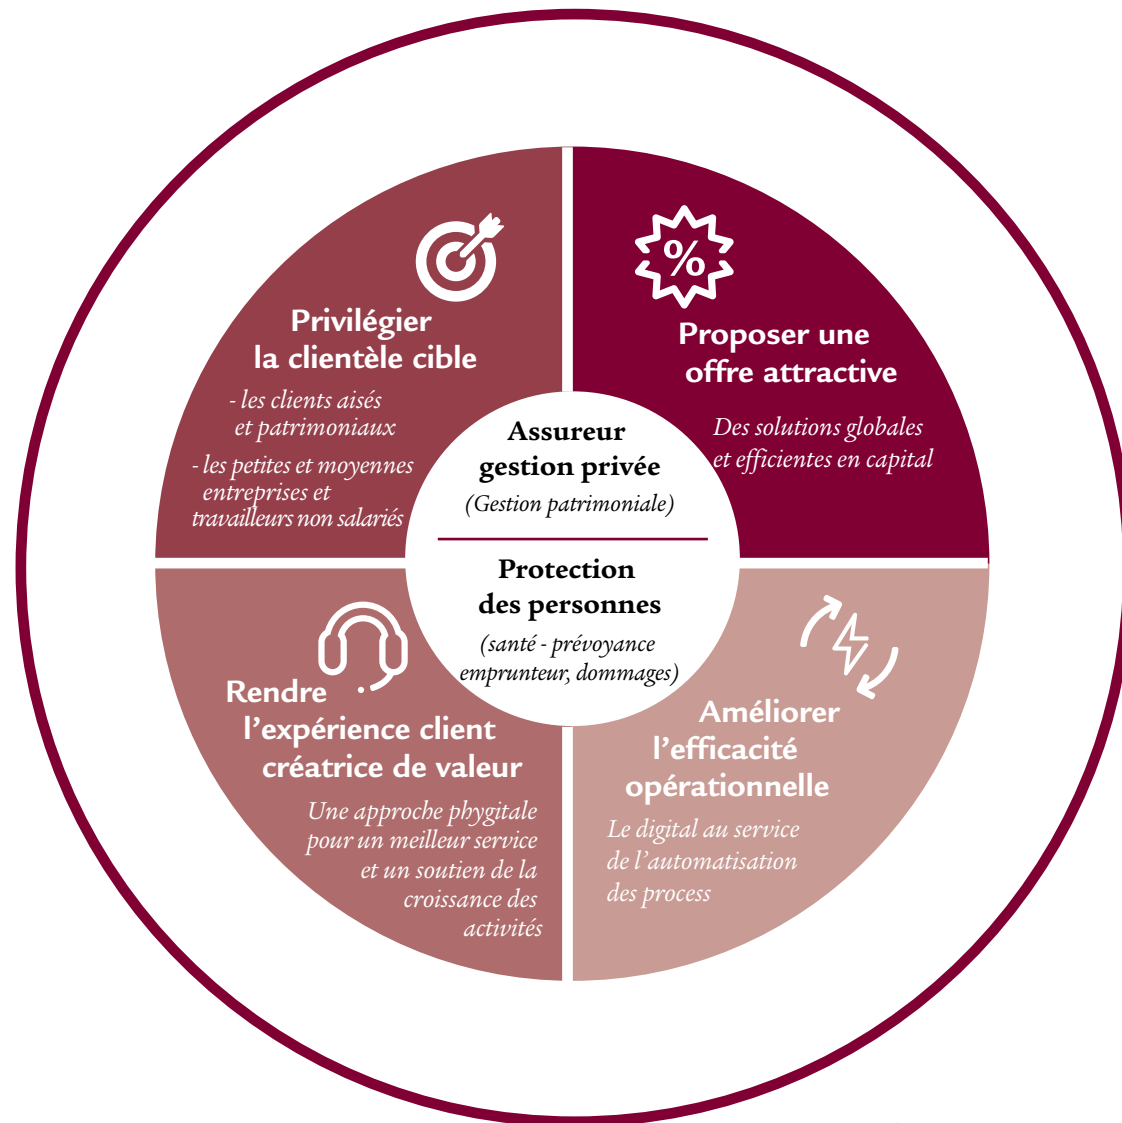 Privilégier
la clientèle cible
- les clients aisés
et patrimoniaux
- les petites et moyennes
entreprises et
travailleurs non salariés
%
Proposer une
offre attractive
Des solutions globales
et efficientes en capital
Assureur
gestion privée
(Gestion patrimoniale)
Protection
des personnes
(santé - prévoyance
emprunteur, dommages)
Rendre
l’expérience client
créatrice de valeur
Une approche phygitale
pour un meilleur service
et un soutien de la
croissance des
activités
Améliorer
l’efficacité
opérationnelle
Le digital au service
de l’automatisation
des process